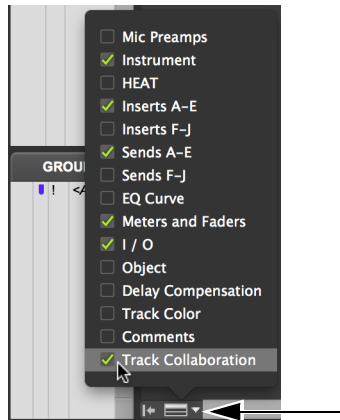 Mic Preamps
Instrument
HEAT
Inserts A–E
Inserts F–J
Sends A–E
Sends F–J
EQ Curve
Meters and Faders
I / O
Object
Delay Compensation
Track Color
Comments
Track Collaboration
GROU
! <A